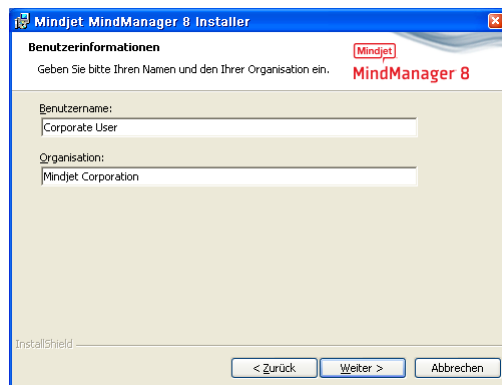 Mindjet MindManager 8 Installer
Benutzerinformationen
Geben Sie bitte Ihren Namen und den Ihrer Organisation ein.
Mindjet
MindManager 8
Benutzername:
Corporate User
Organisation:
Mindjet Corporation
InstallShield
< Zurück
Weiter >
Abbrechen